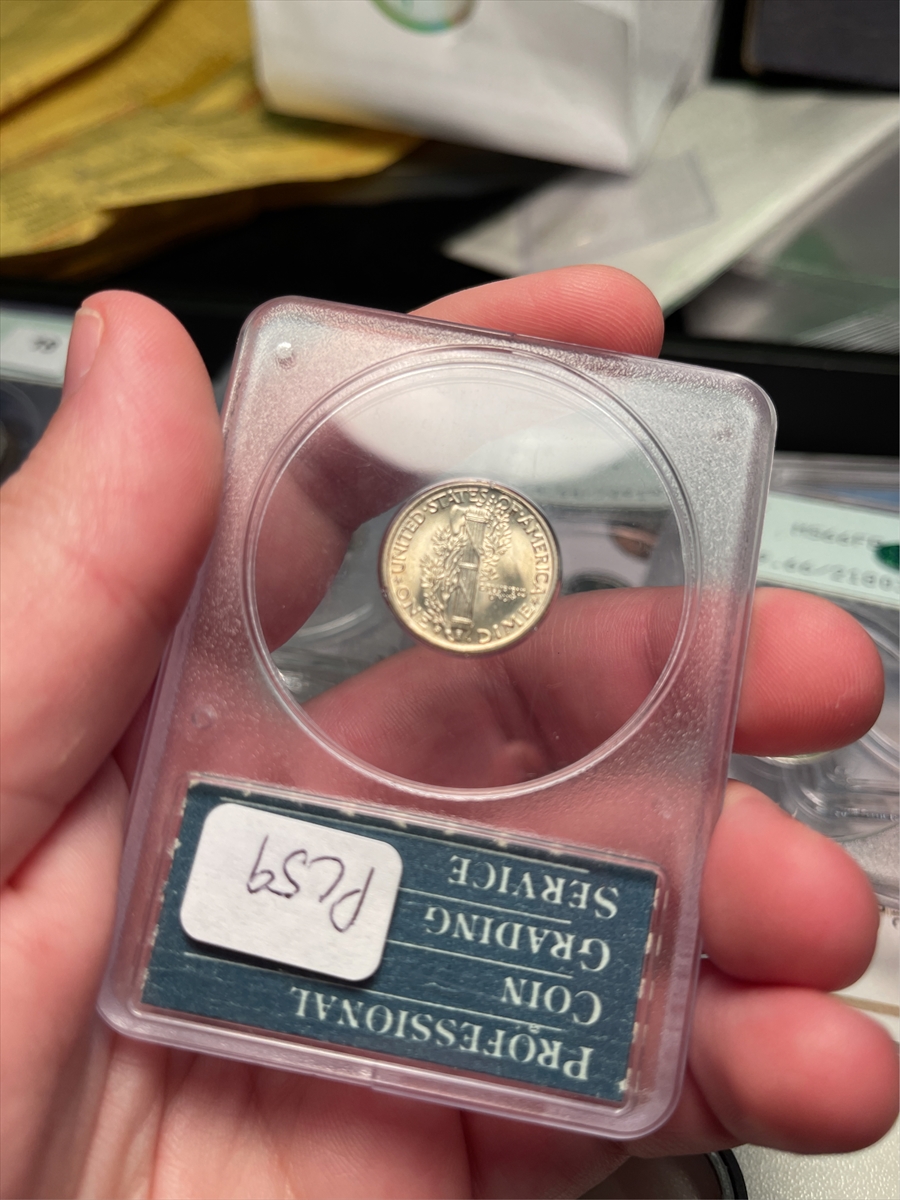 UNITED·STATES·OF·AMERICA
ONE
DIME
PROFESSIONAL
COIN
GRADING
SERVICE
PL59